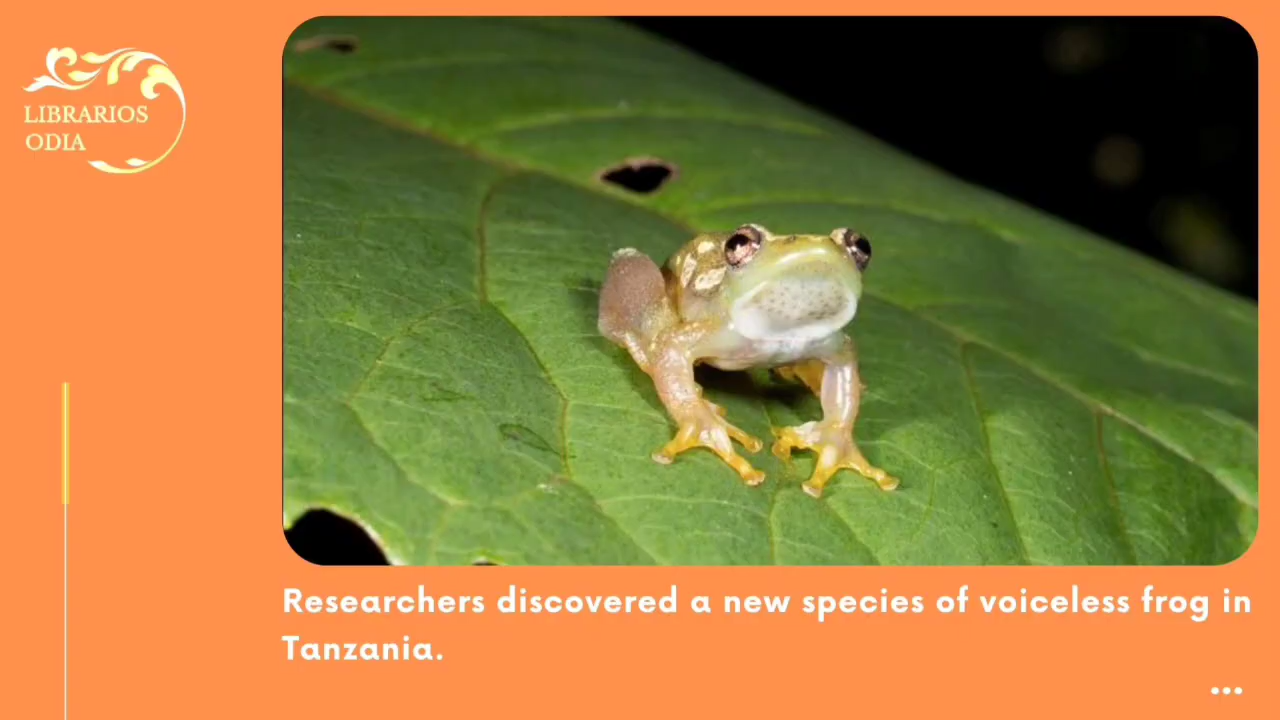 LIBRARIOS
ODIA
Researchers discovered a new species of voiceless frog in
Tanzania.
...